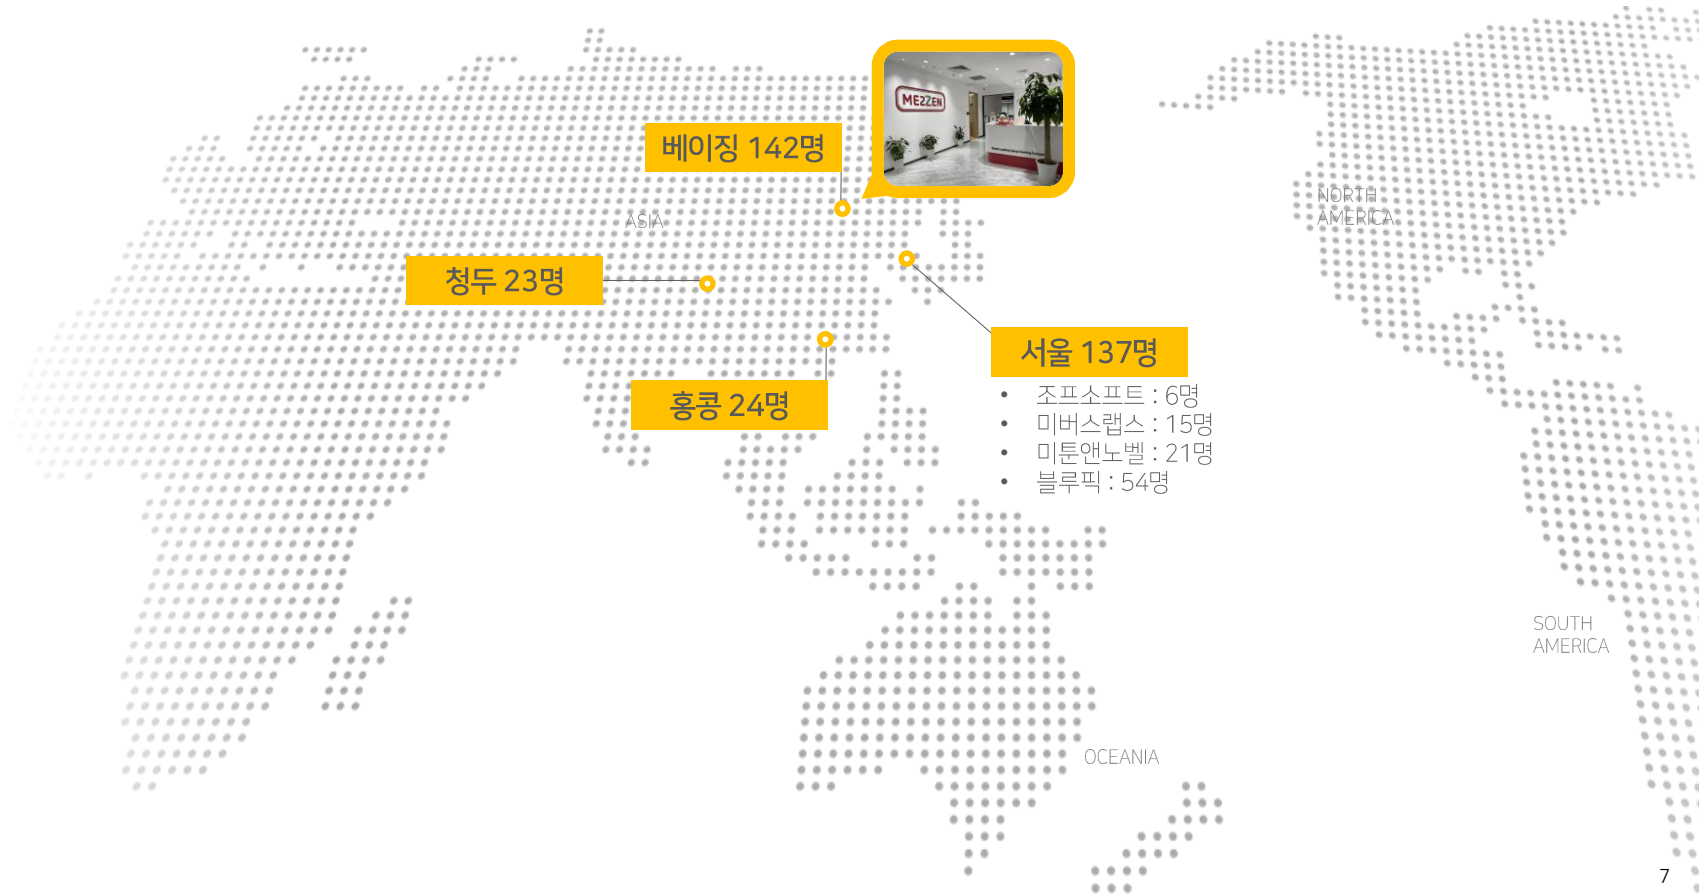 MEZZEN
베이징 142명
NORTH
AMERICA
ASIA
청두 23명
서울 137명
홍콩 24명
• 조프소프트 : 6명
• 미버스랩스 : 15명
• 미툰앤노벨 : 21명
• 블루픽 : 54명
SOUTH
AMERICA
OCEANIA
7